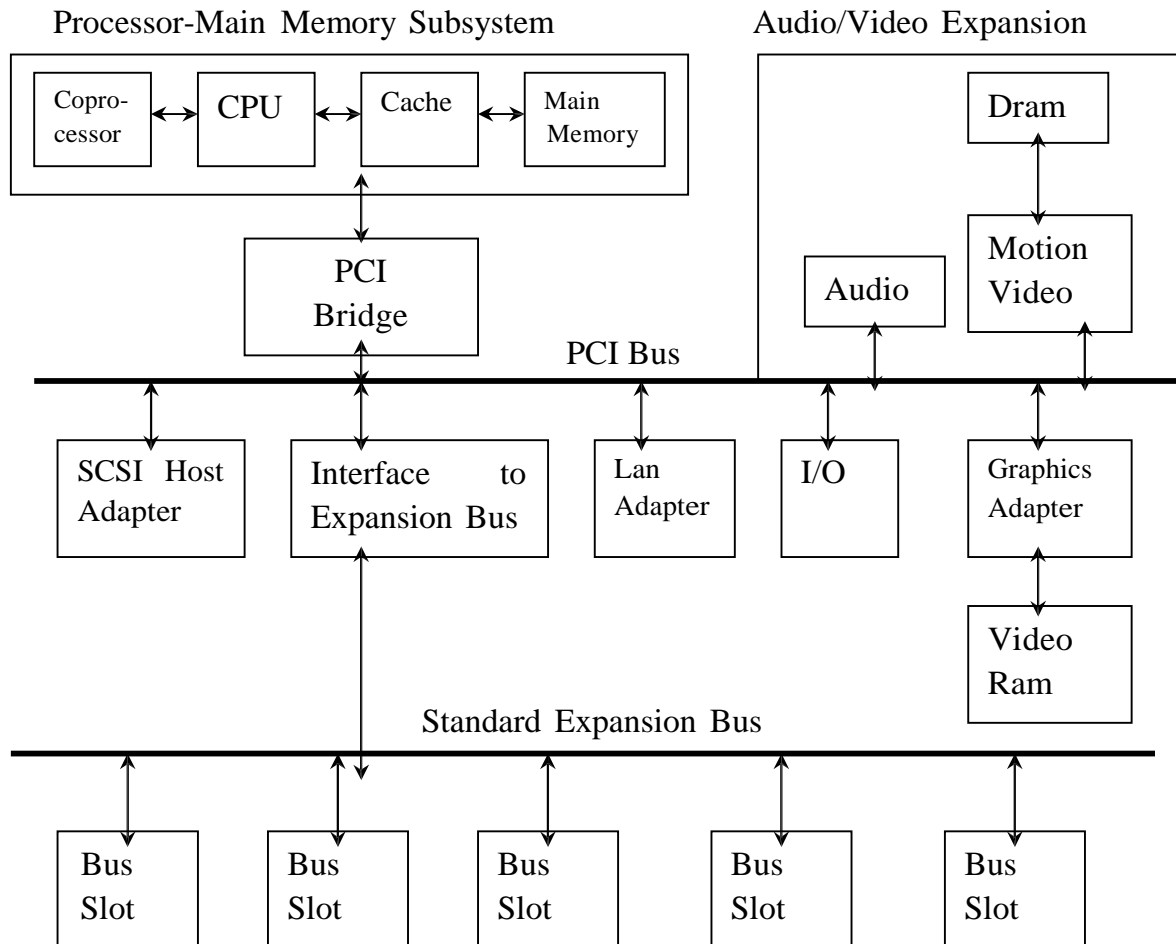 Processor-Main Memory Subsystem
Audio/Video Expansion
Copro-
cessor
CPU
Cache
Main
Memory
Dram
PCI
Bridge
Audio
Motion
Video
PCI Bus
SCSI Host
Adapter
Interface to
Expansion Bus
Lan
Adapter
I/O
Graphics
Adapter
Video
Ram
Standard Expansion Bus
Bus
Slot
Bus
Slot
Bus
Slot
Bus
Slot
Bus
Slot